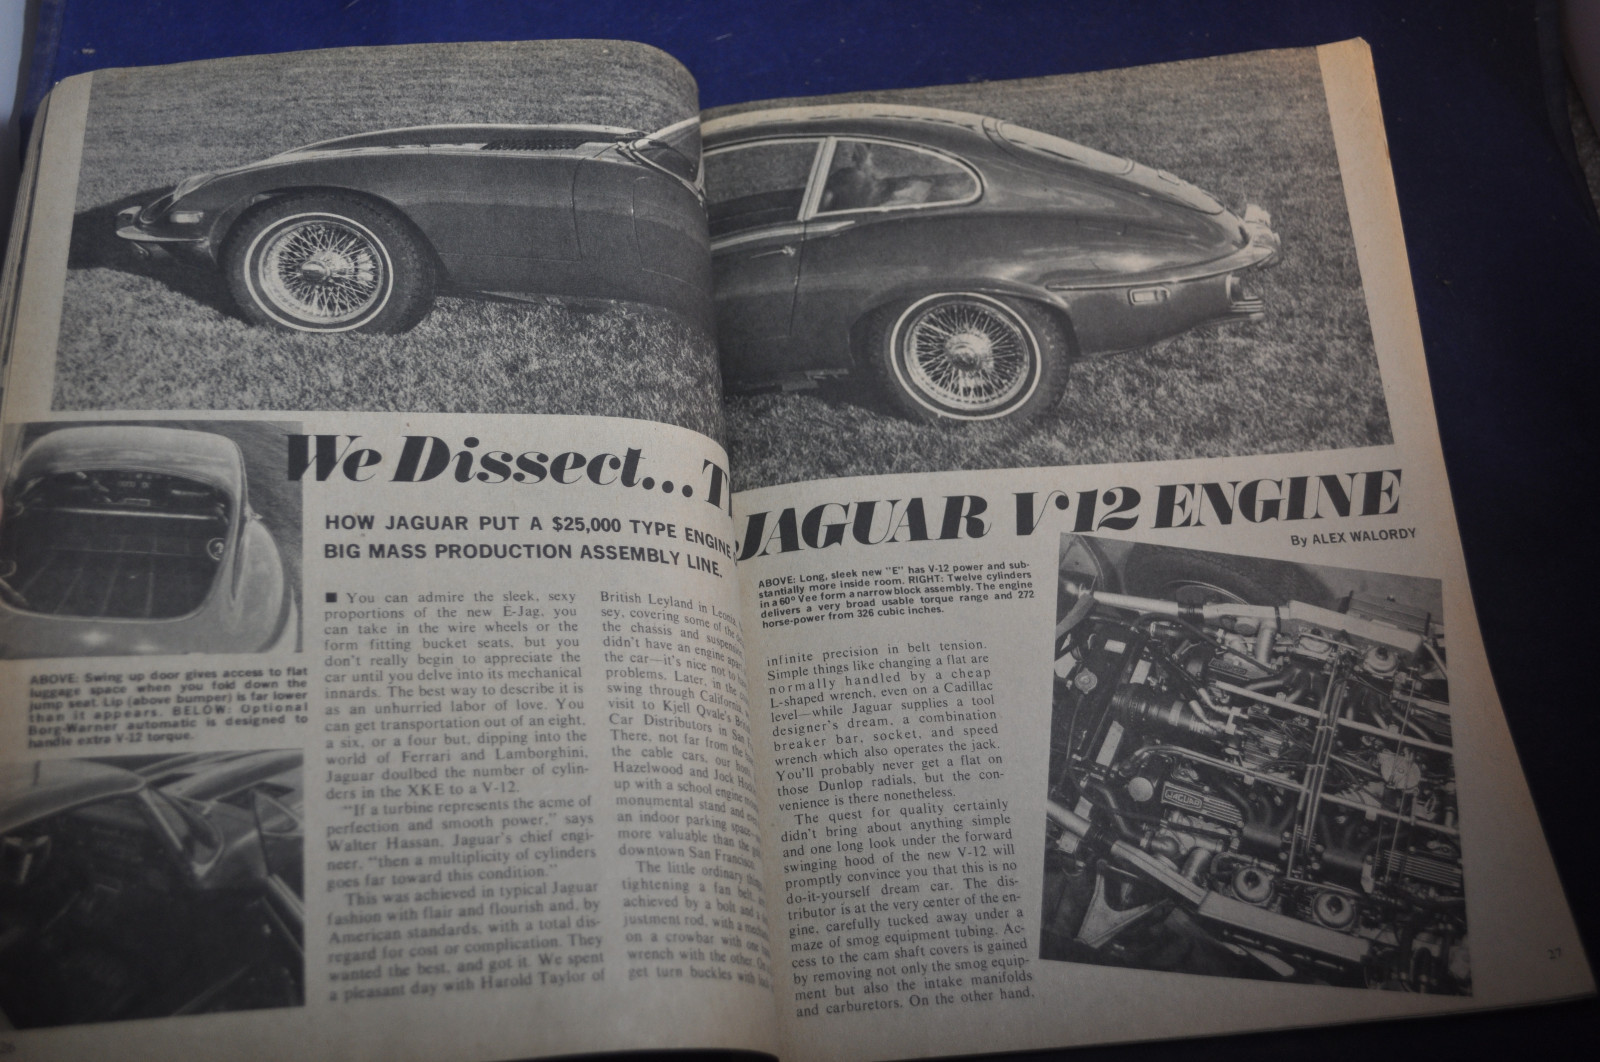 We Dissect... T
JAGUAR V12 ENGINE
HOW JAGUAR PUT A $25,000 TYPE ENGINE
BIG MASS PRODUCTION ASSEMBLY LINE.
By ALEX WALORDY
ABOVE: Swing up door gives access to flat
luggage space when you fold down the
jump seat. Lip (above bumper) is far lower
than it appears. BELOW: Optional
Borg-Warner automatic is designed to
handle extra V-12 torque.
■ You can admire the sleek, sexy
proportions of the new E-Jag, you
can take in the wire wheels or the
form fitting bucket seats, but you
don't really begin to appreciate the
car until you delve into its mechanical
innards. The best way to describe it is
as an unhurried labor of love. You
can get transportation out of an eight,
a six, or a four but, dipping into the
world of Ferrari and Lamborghini,
Jaguar doulbed the number of cylin-
ders in the XKE to a V-12.
"If a turbine represents the acme of
perfection and smooth power," says
Walter Hassan, Jaguar's chief engi-
neer, "then a multiplicity of cylinders
goes far toward this condition."
This was achieved in typical Jaguar
fashion with flair and flourish and, by
American standards, with a total dis-
regard for cost or complication. They
wanted the best, and got it. We spent
a pleasant day with Harold Taylor of
British Leyland in Leonia,
sey, covering some of the
the chassis and suspension
didn't have an engine apart
the car—it's nice not to
problems. Later, in the
swing through California,
visit to Kjell Qvale's
Car Distributors in San
There, not far from the
the cable cars, our
Hazelwood and Jock
up with a school engine
monumental stand and
an indoor parking space
more valuable than the
downtown San Francisco.
The little ordinary
tightening a fan belt,
achieved by a bolt and
justment rod, with a
on a crowbar with one
wrench with the other.
get turn buckles with
ABOVE: Long, sleek new "E" has V-12 power and sub-
stantially more inside room. RIGHT: Twelve cylinders
in a 60° Vee form a narrow block assembly. The engine
delivers a very broad usable torque range and 272
horse-power from 326 cubic inches.
infinite precision in belt tension.
Simple things like changing a flat are
normally handled by a cheap
L-shaped wrench, even on a Cadillac
level—while Jaguar supplies a tool
designer's dream, a combination
breaker bar, socket, and speed
wrench which also operates the jack.
You'll probably never get a flat on
those Dunlop radials, but the con-
venience is there nonetheless.
The quest for quality certainly
didn't bring about anything simple
and one long look under the forward
swinging hood of the new V-12 will
promptly convince you that this is no
do-it-yourself dream car. The dis-
tributor is at the very center of the en-
gine, carefully tucked away under a
maze of smog equipment tubing. Ac-
cess to the cam shaft covers is gained
by removing not only the smog equip-
ment but also the intake manifolds
and carburetors. On the other hand,
JAGUAR
27